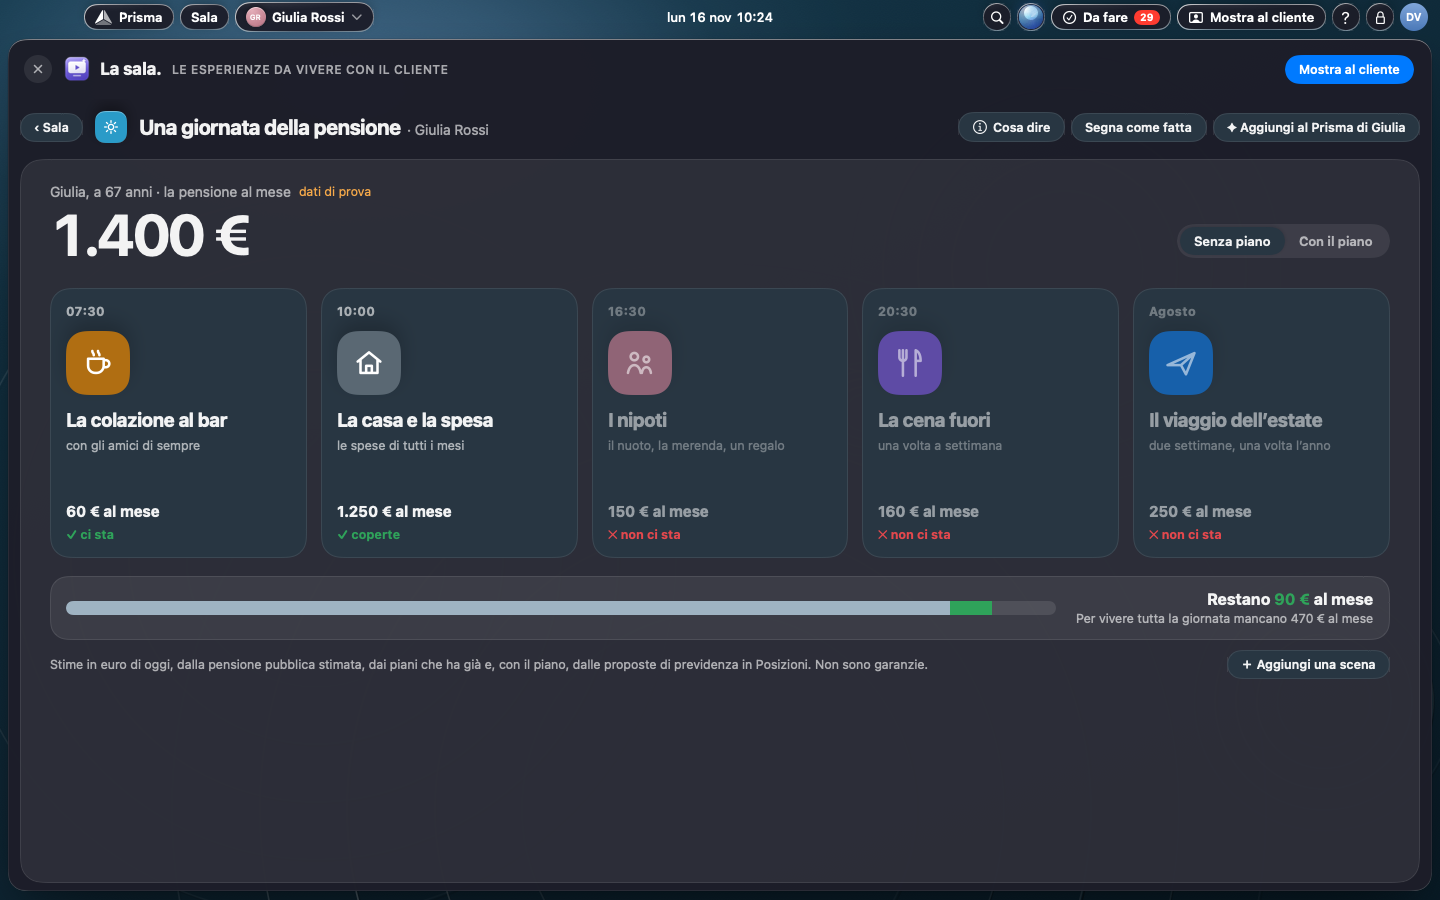 Prisma
Sala
GR Giulia Rossi
lun 16 nov 10:24
Da fare 29
Mostra al cliente
?
DV
La sala. LE ESPERIENZE DA VIVERE CON IL CLIENTE
Mostra al cliente
‹ Sala
Una giornata della pensione · Giulia Rossi
Cosa dire
Segna come fatta
Aggiungi al Prisma di Giulia
Giulia, a 67 anni · la pensione al mese dati di prova
1.400 €
Senza piano
Con il piano
07:30
La colazione al bar
con gli amici di sempre
60 € al mese
✓ ci sta
10:00
La casa e la spesa
le spese di tutti i mesi
1.250 € al mese
✓ coperte
16:30
I nipoti
il nuoto, la merenda, un regalo
150 € al mese
✕ non ci sta
20:30
La cena fuori
una volta a settimana
160 € al mese
✕ non ci sta
Agosto
Il viaggio dell’estate
due settimane, una volta l’anno
250 € al mese
✕ non ci sta
Restano 90 € al mese
Per vivere tutta la giornata mancano 470 € al mese
Stime in euro di oggi, dalla pensione pubblica stimata, dai piani che ha già e, con il piano, dalle proposte di previdenza in Posizioni. Non sono garanzie.
+ Aggiungi una scena